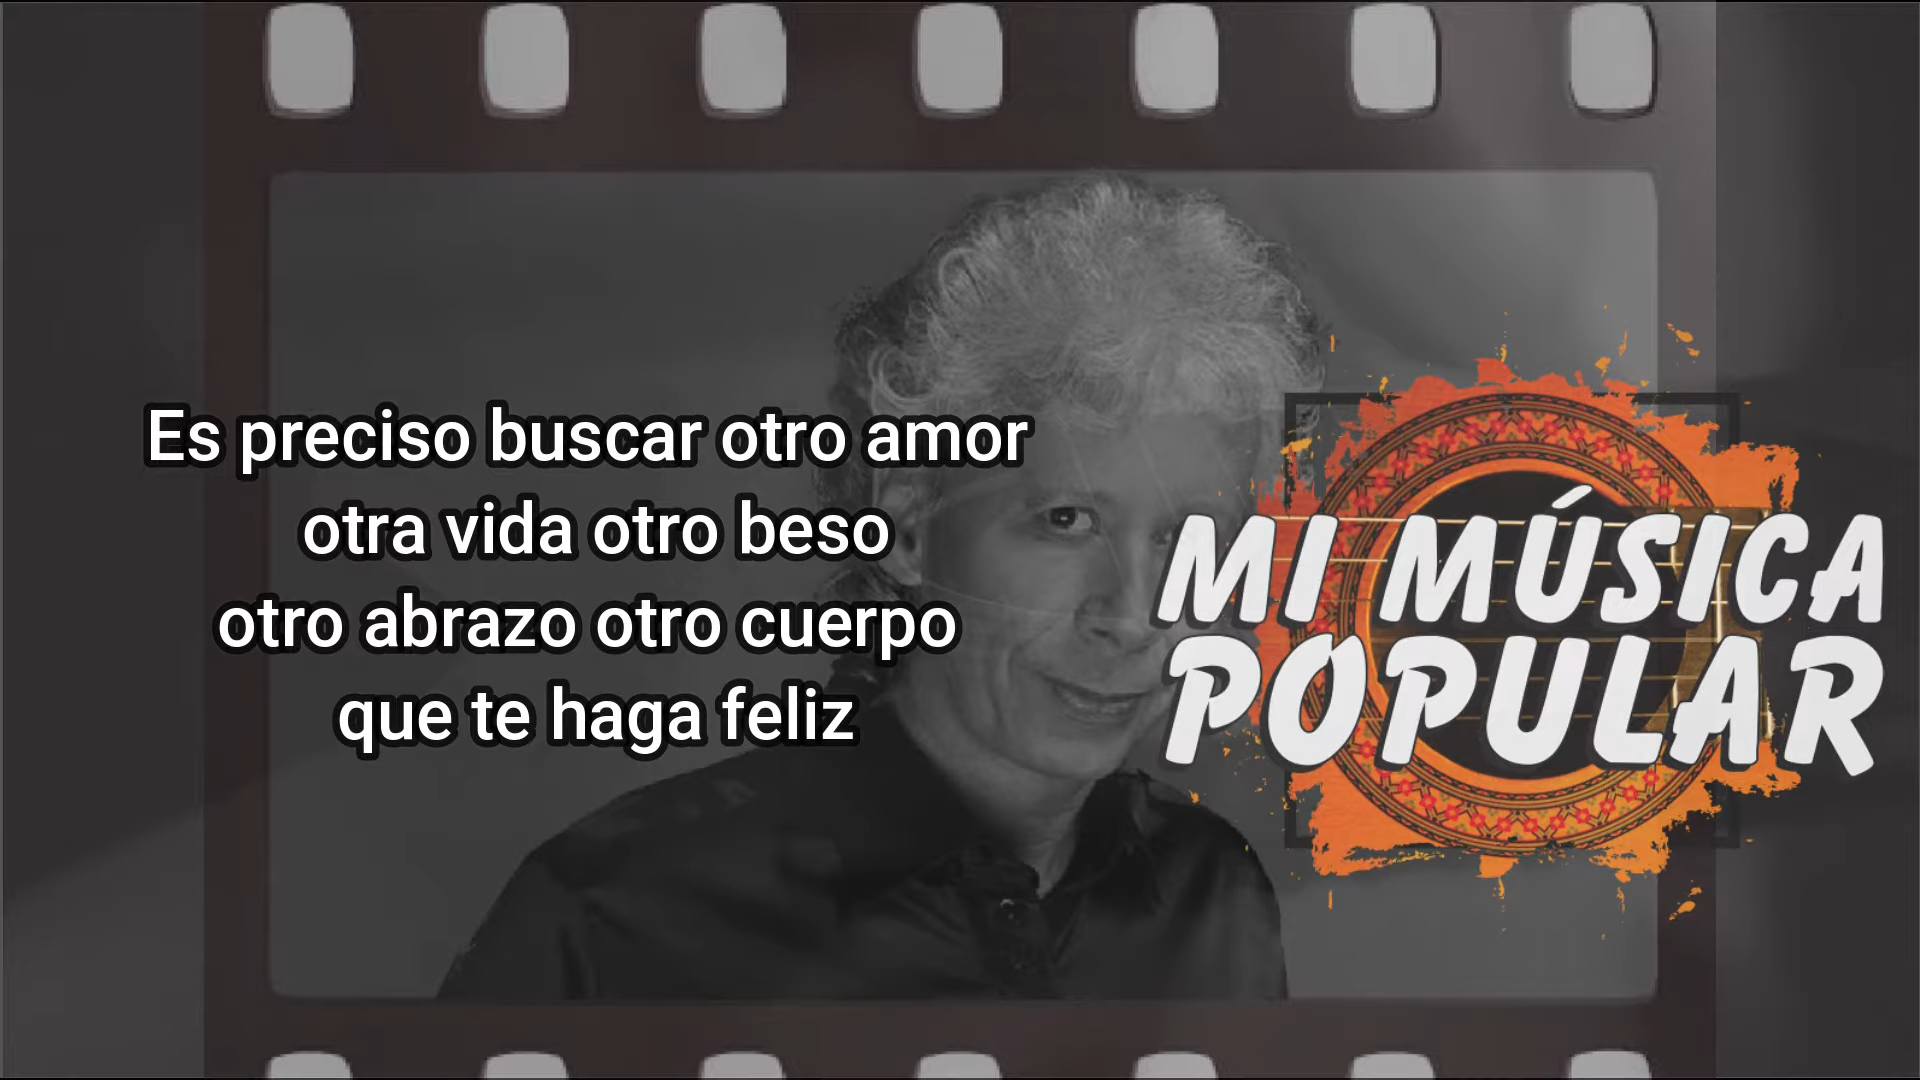 Es preciso buscar otro amor
otra vida otro beso
otro abrazo otro cuerpo
que te haga feliz
MI MÚSICA
POPULAR